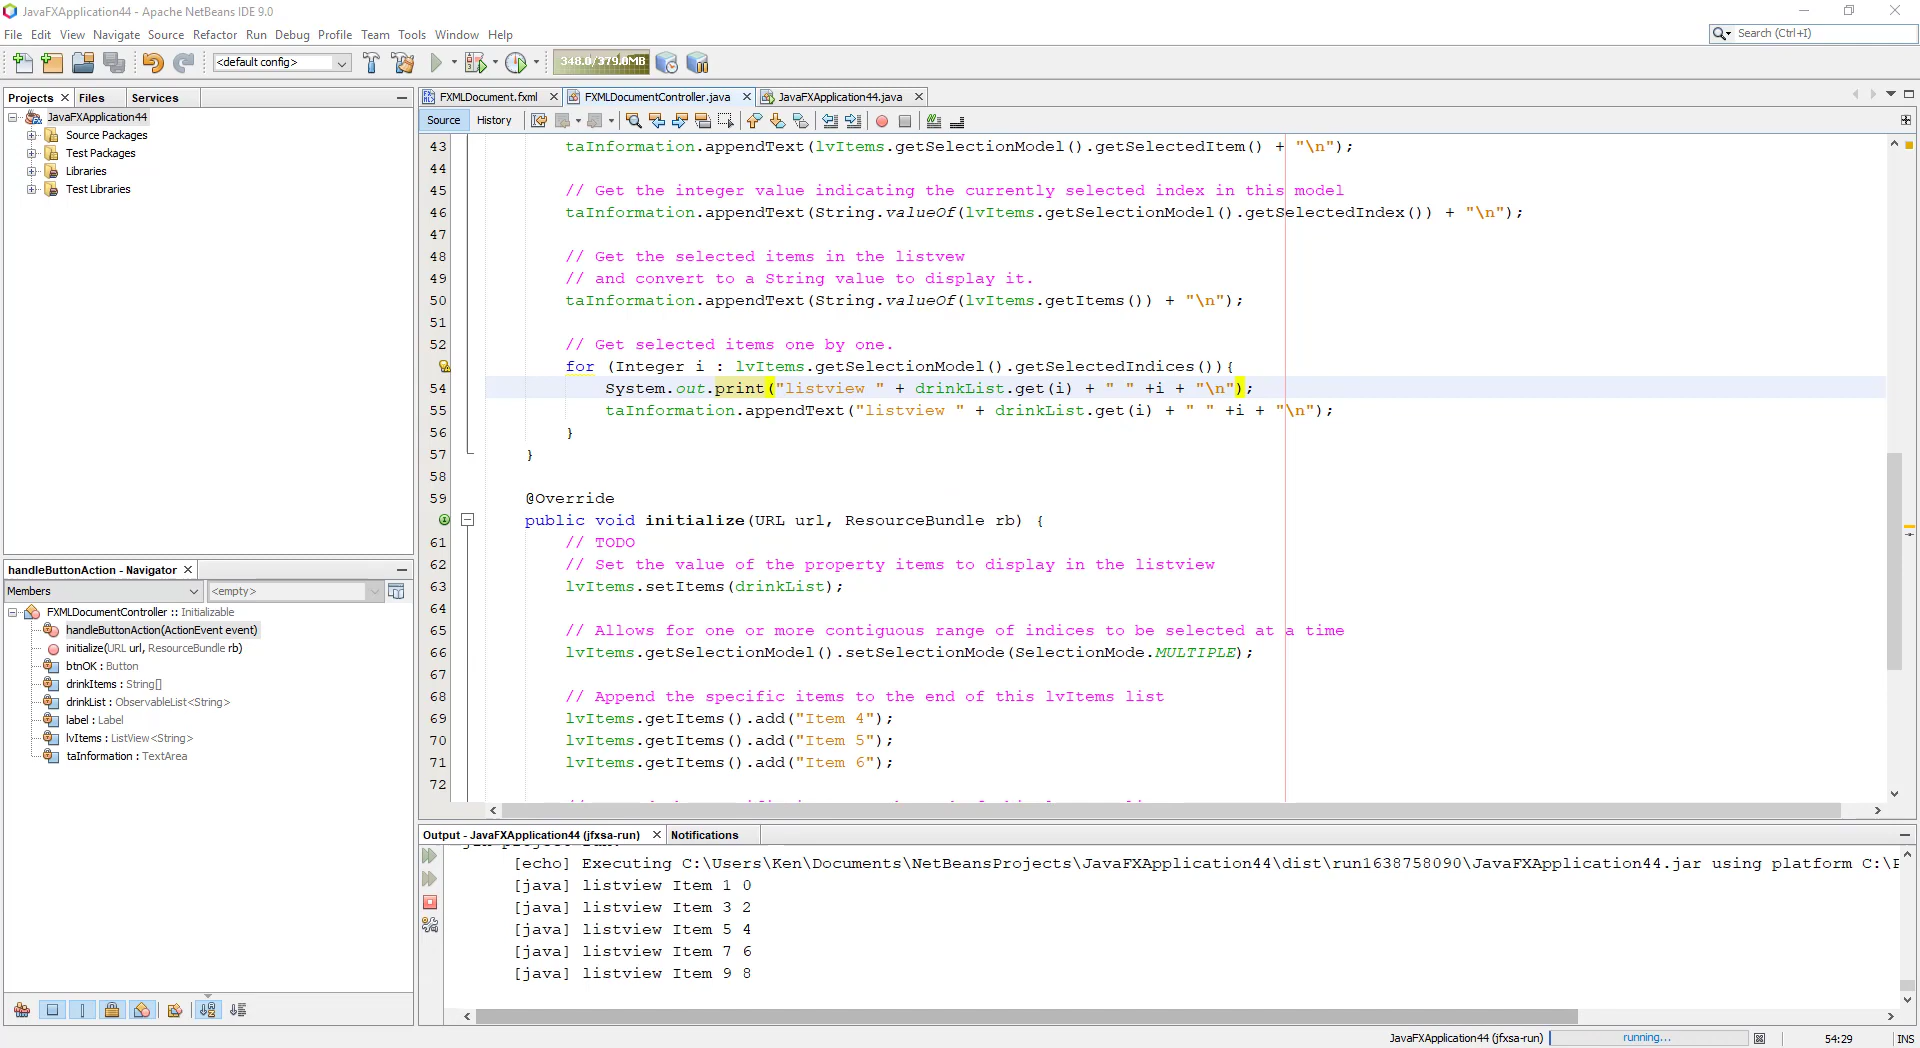 JavaFXApplication44 - Apache NetBeans IDE 9.0
File Edit View Navigate Source Refactor Run Debug Profile Team Tools Window Help
Search (Ctrl+I)
<default config>
348.0/379.0MB
Projects Files Services
FXMLDocument.fxml FXMLDocumentController.java JavaFXApplication44.java
Source History
JavaFXApplication44
Source Packages
Test Packages
Libraries
Test Libraries
43 taInformation.appendText(lvItems.getSelectionModel().getSelectedItem() + "\n");
44
45 // Get the integer value indicating the currently selected index in this model
46 taInformation.appendText(String.valueOf(lvItems.getSelectionModel().getSelectedIndex()) + "\n");
47
48 // Get the selected items in the listvew
49 // and convert to a String value to display it.
50 taInformation.appendText(String.valueOf(lvItems.getItems()) + "\n");
51
52 // Get selected items one by one.
for (Integer i : lvItems.getSelectionModel().getSelectedIndices()){
54 System.out.print("listview " + drinkList.get(i) + " " +i + "\n");
55 taInformation.appendText("listview " + drinkList.get(i) + " " +i + "\n");
56 }
57 }
58
59 @Override
public void initialize(URL url, ResourceBundle rb) {
61 // TODO
62 // Set the value of the property items to display in the listview
63 lvItems.setItems(drinkList);
64
65 // Allows for one or more contiguous range of indices to be selected at a time
66 lvItems.getSelectionModel().setSelectionMode(SelectionMode.MULTIPLE);
67
68 // Append the specific items to the end of this lvItems list
69 lvItems.getItems().add("Item 4");
70 lvItems.getItems().add("Item 5");
71 lvItems.getItems().add("Item 6");
72
handleButtonAction - Navigator
Members <empty>
FXMLDocumentController :: Initializable
handleButtonAction(ActionEvent event)
initialize(URL url, ResourceBundle rb)
btnOK : Button
drinkItems : String[]
drinkList : ObservableList<String>
label : Label
lvItems : ListView<String>
taInformation : TextArea
Output - JavaFXApplication44 (jfxsa-run) Notifications
[echo] Executing C:\Users\Ken\Documents\NetBeansProjects\JavaFXApplication44\dist\run1638758090\JavaFXApplication44.jar using platform C:\P
[java] listview Item 1 0
[java] listview Item 3 2
[java] listview Item 5 4
[java] listview Item 7 6
[java] listview Item 9 8
JavaFXApplication44 (jfxsa-run) running... 54:29 INS